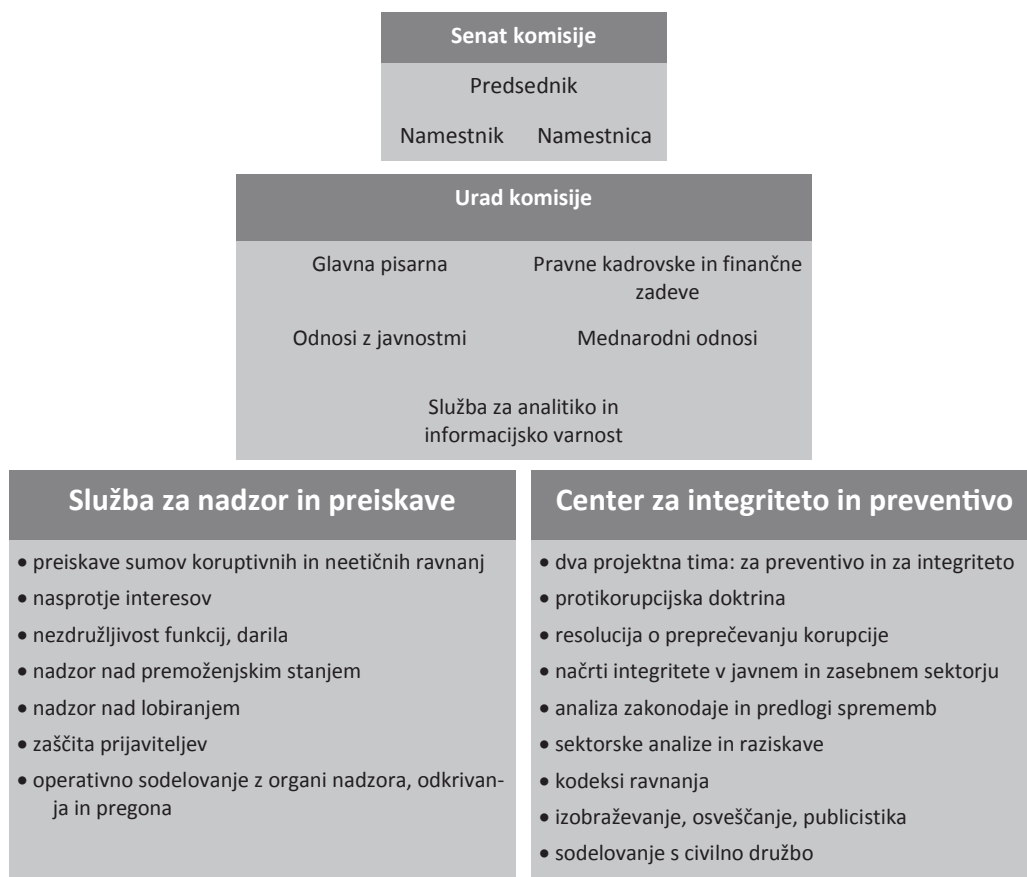 Senat komisije
Predsednik
Namestnik Namestnica
Urad komisije
Glavna pisarna
Pravne kadrovske in finančne
zadeve
Odnosi z javnostmi
Mednarodni odnosi
Služba za analitiko in
informacijsko varnost
Služba za nadzor in preiskave
• preiskave sumov koruptivnih in neetičnih ravnanj
• nasprotje interesov
• nezdružljivost funkcij, darila
• nadzor nad premoženjskim stanjem
• nadzor nad lobiranjem
• zaščita prijaviteljev
• operativno sodelovanje z organi nadzora, odkrivan-
ja in pregona
Center za integriteto in preventivo
• dva projektna tima: za preventivo in za integriteto
• protikorupcijska doktrina
• resolucija o preprečevanju korupcije
• načrti integritete v javnem in zasebnem sektorju
• analiza zakonodaje in predlogi sprememb
• sektorske analize in raziskave
• kodeksi ravnanja
• izobraževanje, osveščanje, publicistika
• sodelovanje s civilno družbo